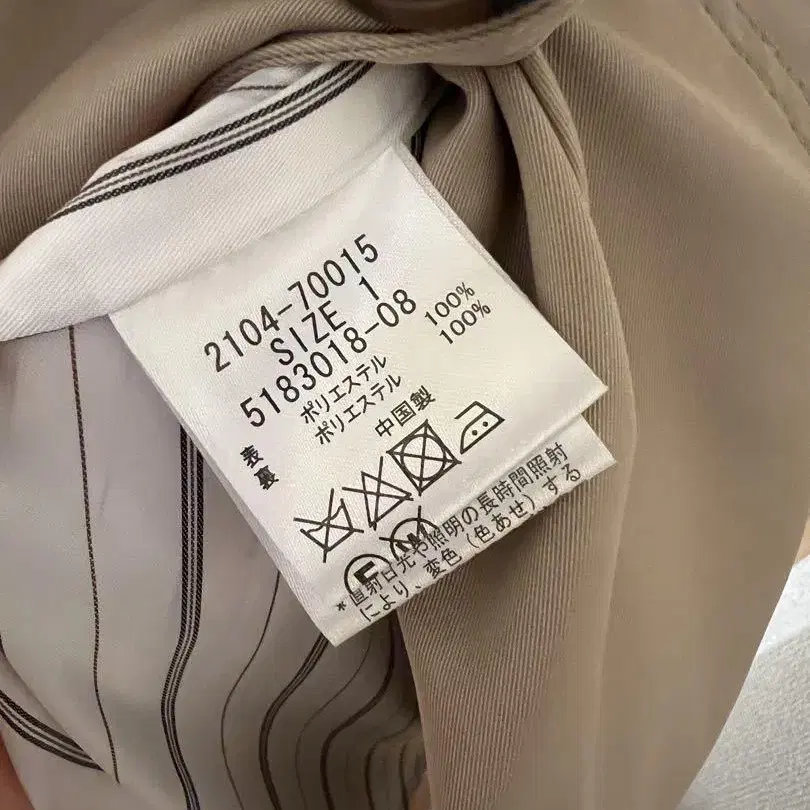 2104-70015
SIZE 1
5183018-08
表 ポリエステル 100%
裏 ポリエステル 100%
中国製
F W
*直射日光や照明の長時間照射
により、変色(色あせ)する